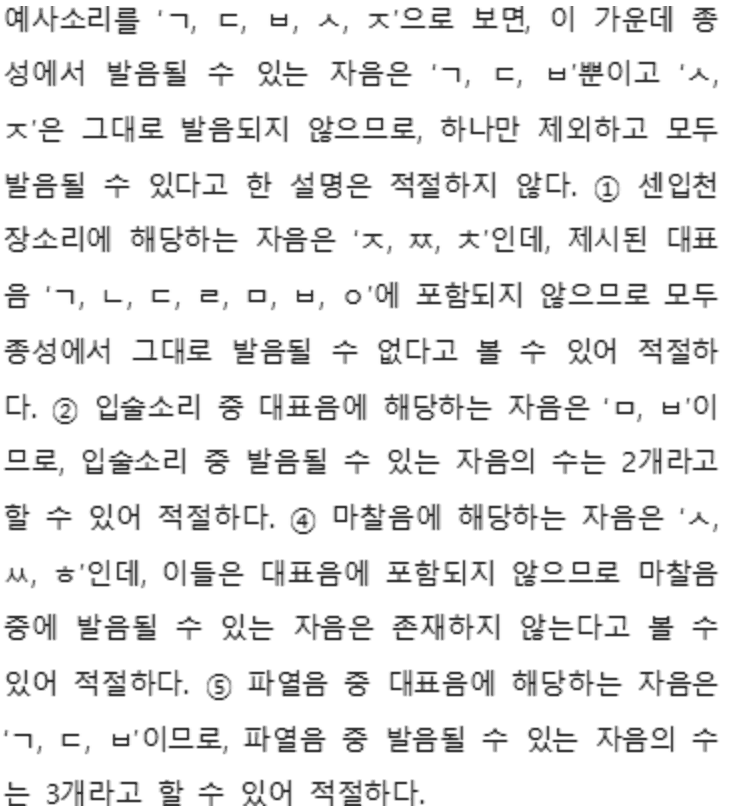 예사소리를 ‘ㄱ, ㄷ, ㅂ, ㅅ, ㅈ’으로 보면, 이 가운데 종
성에서 발음될 수 있는 자음은 ‘ㄱ, ㄷ, ㅂ’뿐이고 ‘ㅅ,
ㅈ’은 그대로 발음되지 않으므로, 하나만 제외하고 모두
발음될 수 있다고 한 설명은 적절하지 않다. ① 센입천
장소리에 해당하는 자음은 ‘ㅈ, ㅉ, ㅊ’인데, 제시된 대표
음 ‘ㄱ, ㄴ, ㄷ, ㄹ, ㅁ, ㅂ, ㅇ’에 포함되지 않으므로 모두
종성에서 그대로 발음될 수 없다고 볼 수 있어 적절하
다. ② 입술소리 중 대표음에 해당하는 자음은 ‘ㅁ, ㅂ’이
므로, 입술소리 중 발음될 수 있는 자음의 수는 2개라고
할 수 있어 적절하다. ④ 마찰음에 해당하는 자음은 ‘ㅅ,
ㅆ, ㅎ’인데, 이들은 대표음에 포함되지 않으므로 마찰음
중에 발음될 수 있는 자음은 존재하지 않는다고 볼 수
있어 적절하다. ⑤ 파열음 중 대표음에 해당하는 자음은
‘ㄱ, ㄷ, ㅂ’이므로, 파열음 중 발음될 수 있는 자음의 수
는 3개라고 할 수 있어 적절하다.